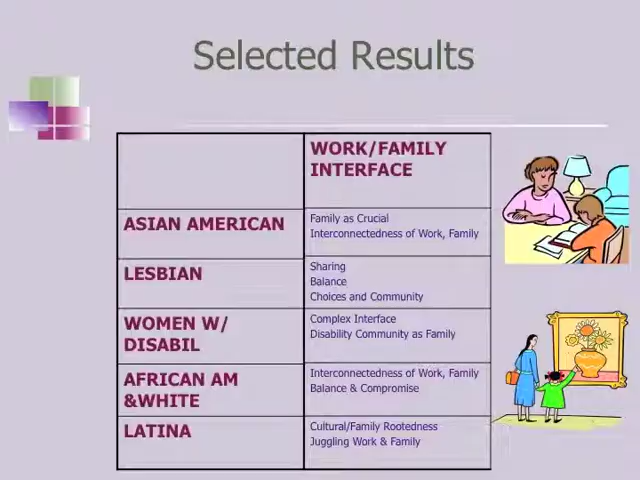 Selected Results
WORK/FAMILY
INTERFACE
ASIAN AMERICAN
Family as Crucial
Interconnectedness of Work, Family
LESBIAN
Sharing
Balance
Choices and Community
WOMEN W/
DISABIL
Complex Interface
Disability Community as Family
AFRICAN AM
&WHITE
Interconnectedness of Work, Family
Balance & Compromise
LATINA
Cultural/Family Rootedness
Juggling Work & Family